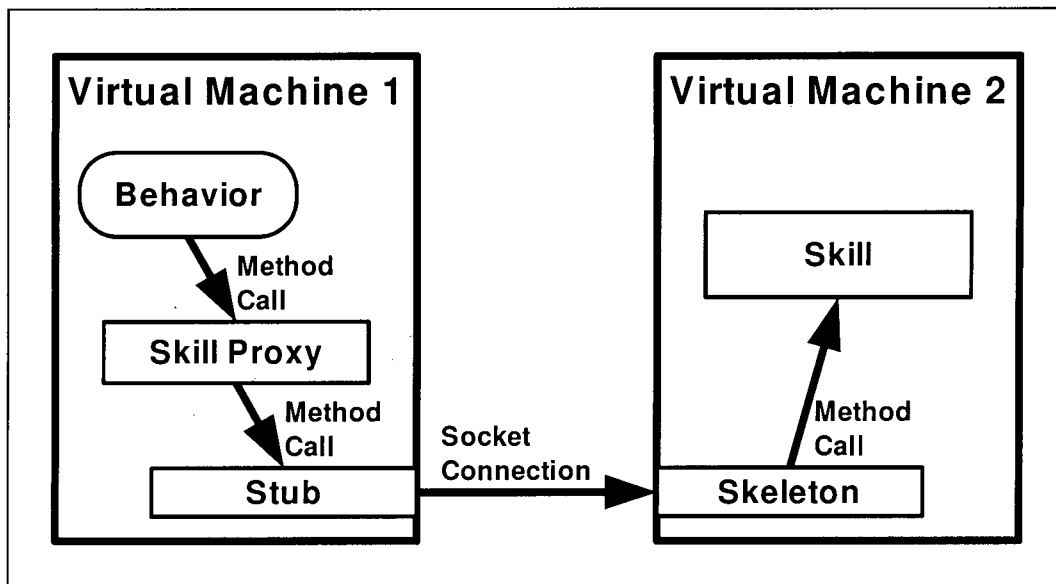 Virtual Machine 1
Behavior
Method
Call
Skill Proxy
Method
Call
Stub
Socket
Connection
Virtual Machine 2
Skill
Method
Call
Skeleton